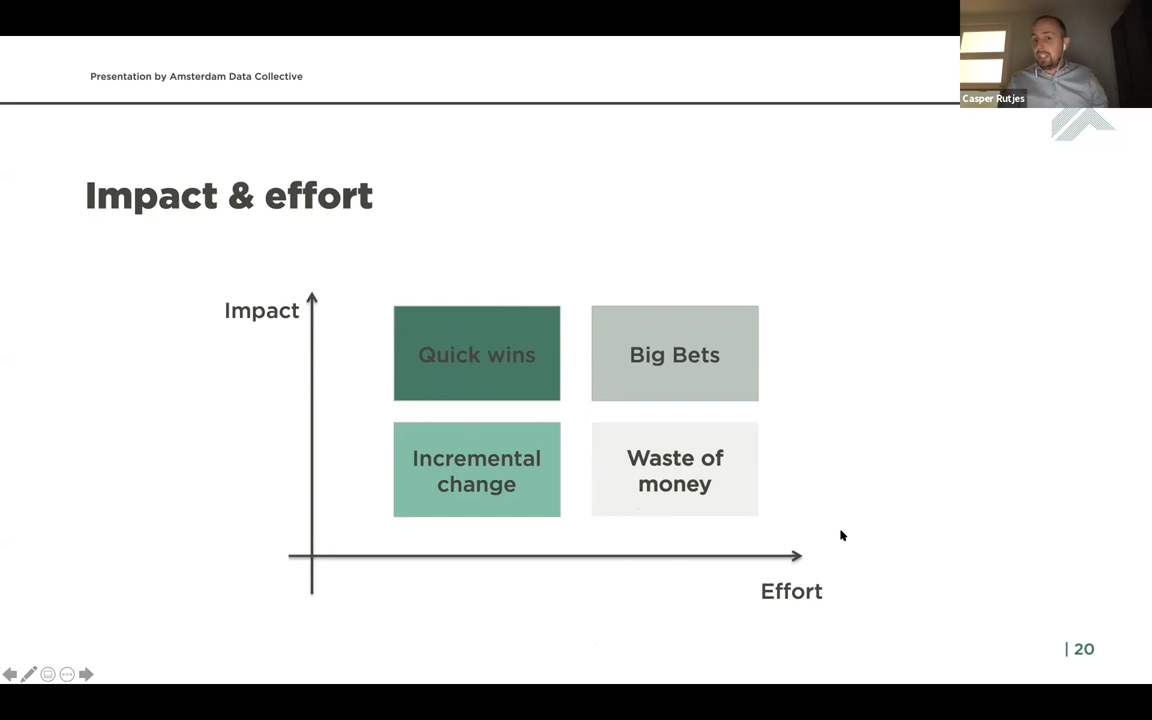 Presentation by Amsterdam Data Collective
Casper Rutjes
Impact & effort
Impact
Quick wins
Big Bets
Incremental
change
Waste of
money
Effort
| 20